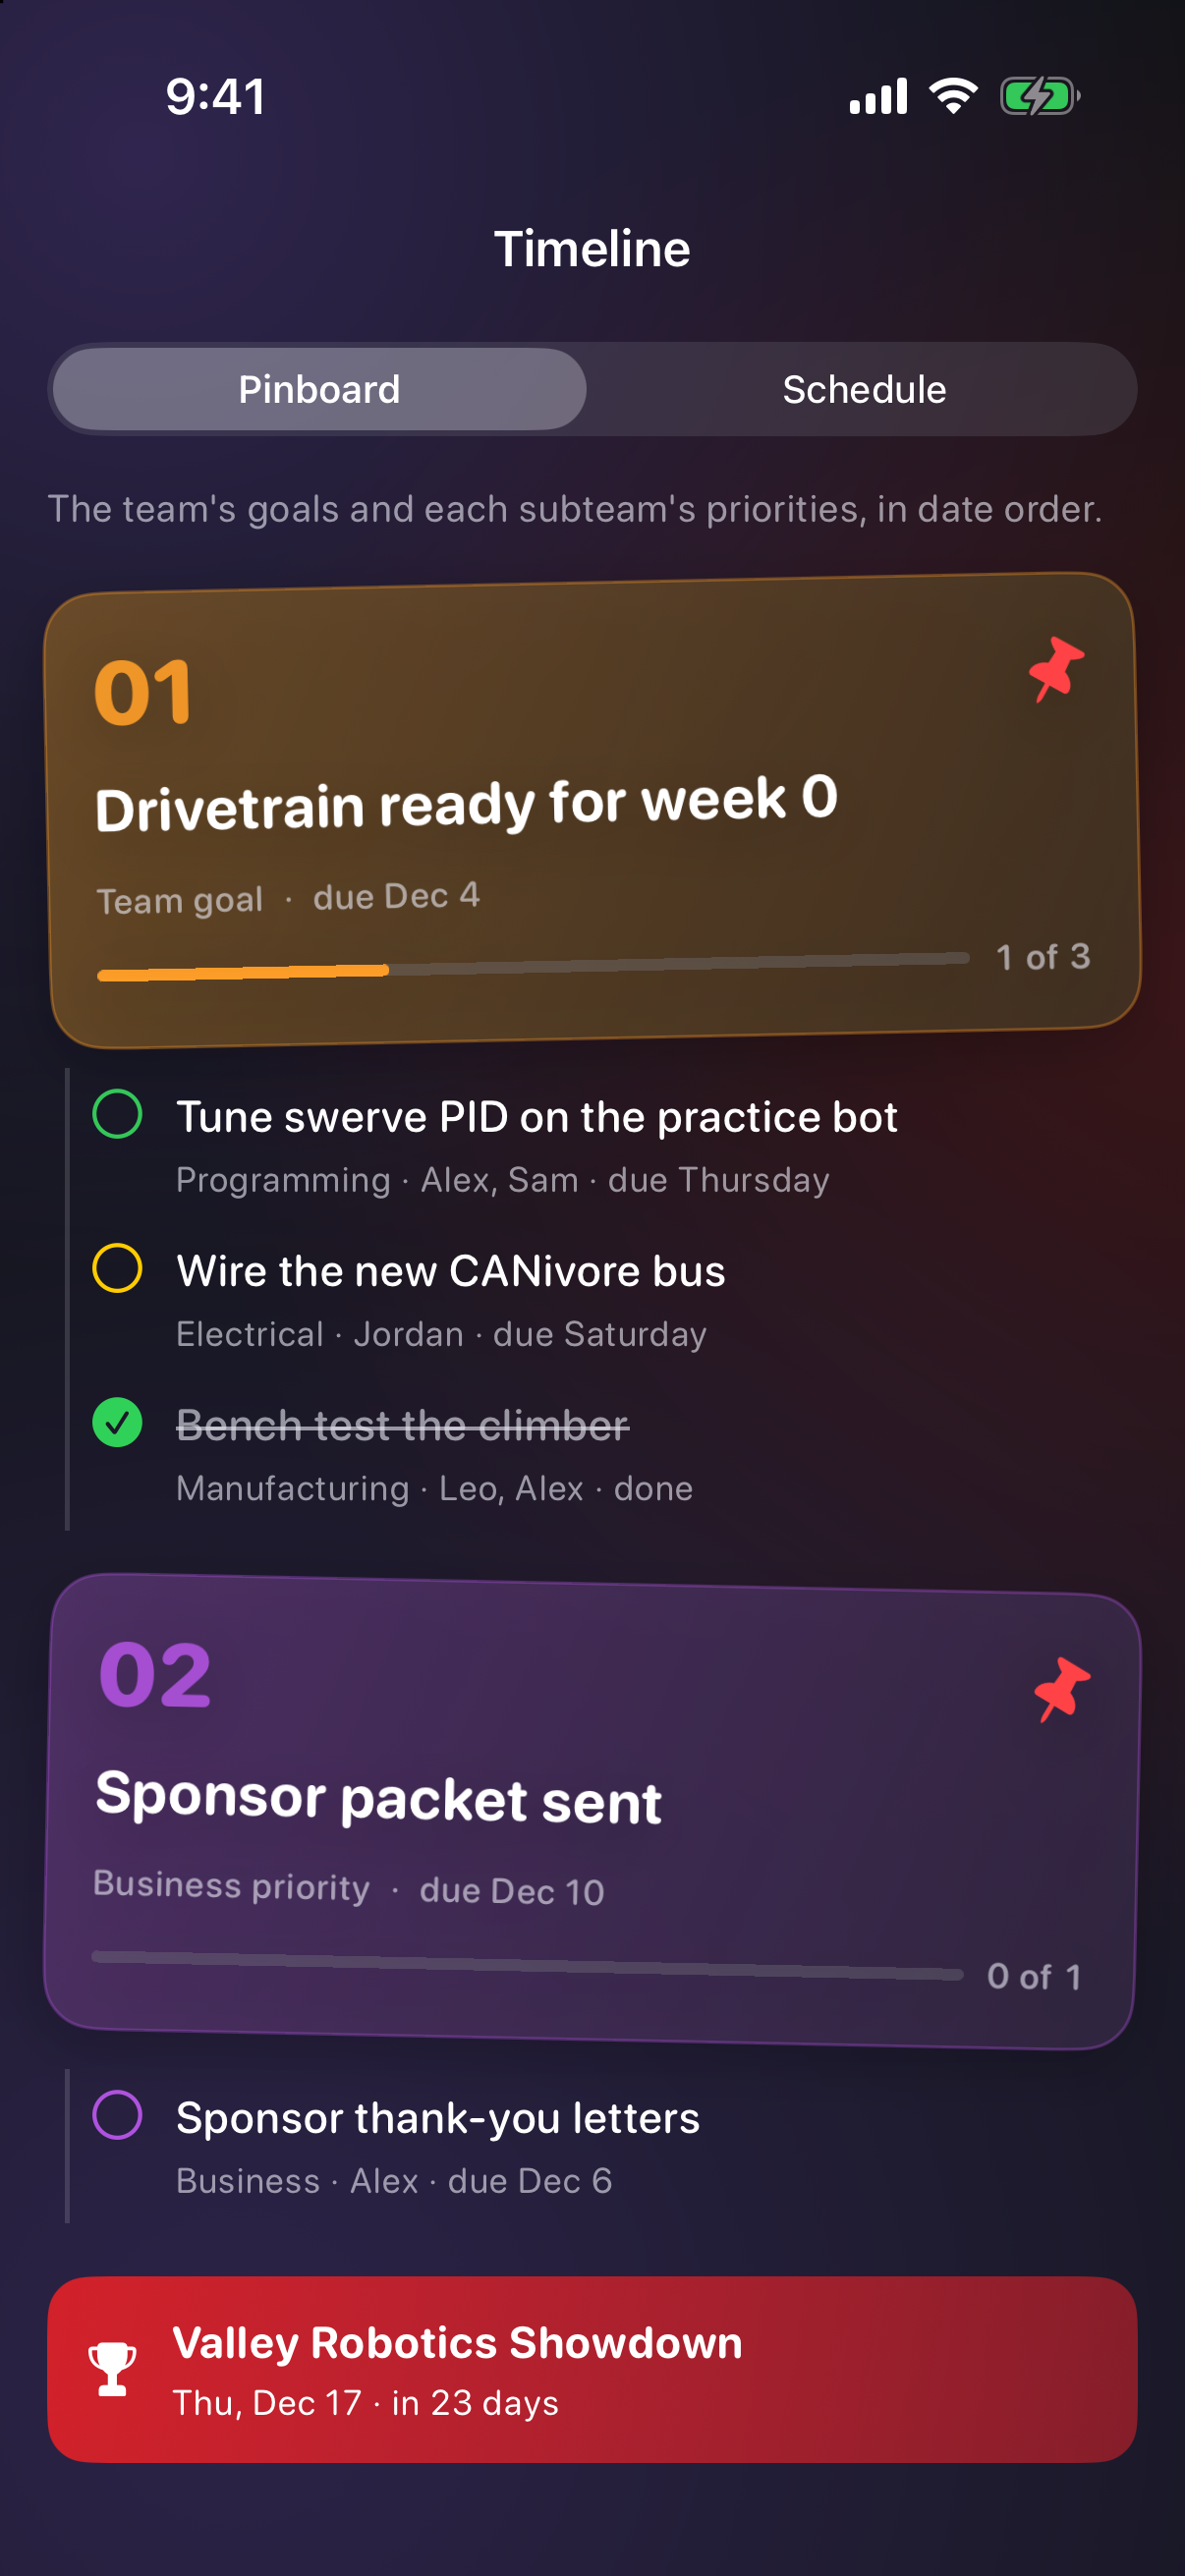 9:41
Timeline
Pinboard
Schedule
The team's goals and each subteam's priorities, in date order.
01
Drivetrain ready for week 0
Team goal · due Dec 4
1 of 3
Tune swerve PID on the practice bot
Programming · Alex, Sam · due Thursday
Wire the new CANivore bus
Electrical · Jordan · due Saturday
Bench test the climber
Manufacturing · Leo, Alex · done
02
Sponsor packet sent
Business priority · due Dec 10
0 of 1
Sponsor thank-you letters
Business · Alex · due Dec 6
Valley Robotics Showdown
Thu, Dec 17 · in 23 days